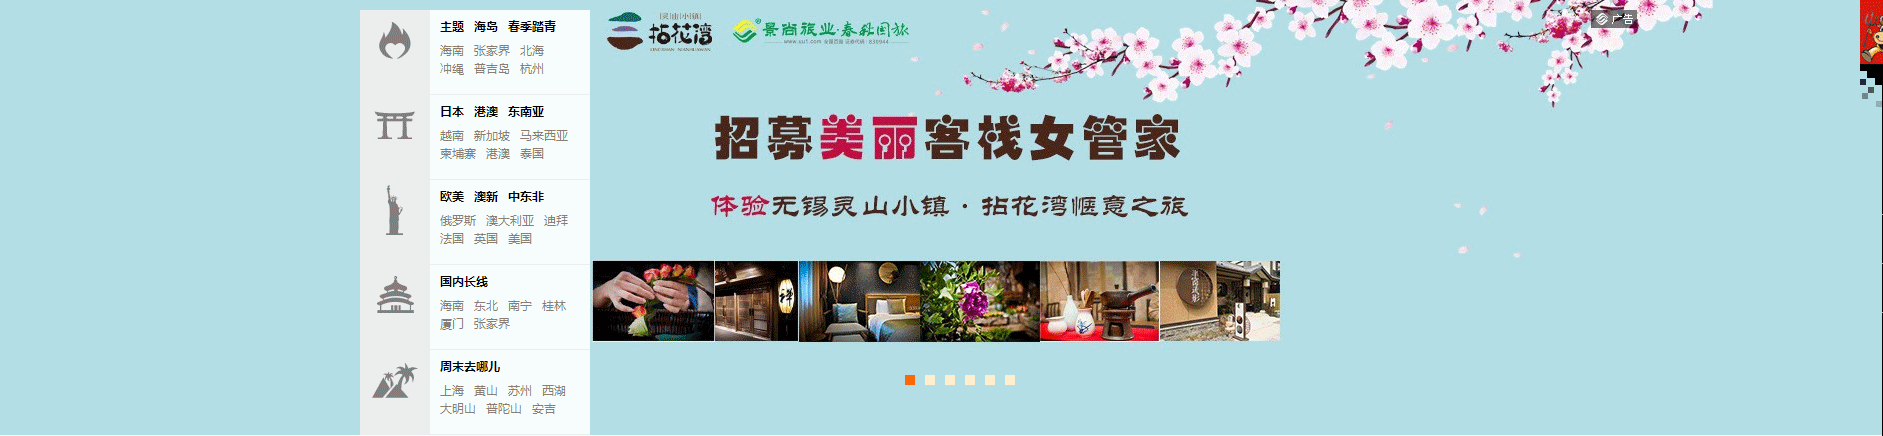 主题 海岛 春季踏青
海南 张家界 北海
冲绳 普吉岛 杭州
日本 港澳 东南亚
越南 新加坡 马来西亚
柬埔寨 港澳 泰国
欧美 澳新 中东非
俄罗斯 澳大利亚 迪拜
法国 英国 美国
国内长线
海南 东北 南宁 桂林
厦门 张家界
周末去哪儿
上海 黄山 苏州 西湖
大明山 普陀山 安吉
灵山小镇
拈花湾
景尚旅业·春秋国旅
广告
招募美丽客栈女管家
体验无锡灵山小镇·拈花湾惬意之旅
禅